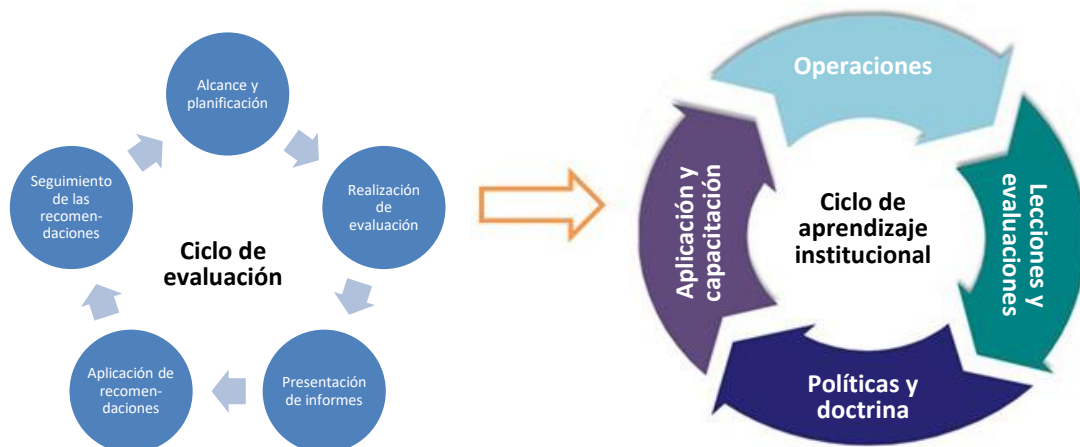 Alcance y
planificación
Realización
de
evaluación
Presentación
de informes
Aplicación de
recomen-
daciones
Seguimiento
de las
recomen-
daciones
Ciclo de
evaluación
Operaciones
Lecciones y
evaluaciones
Políticas y
doctrina
Aplicación y
capacitación
Ciclo de
aprendizaje
institucional